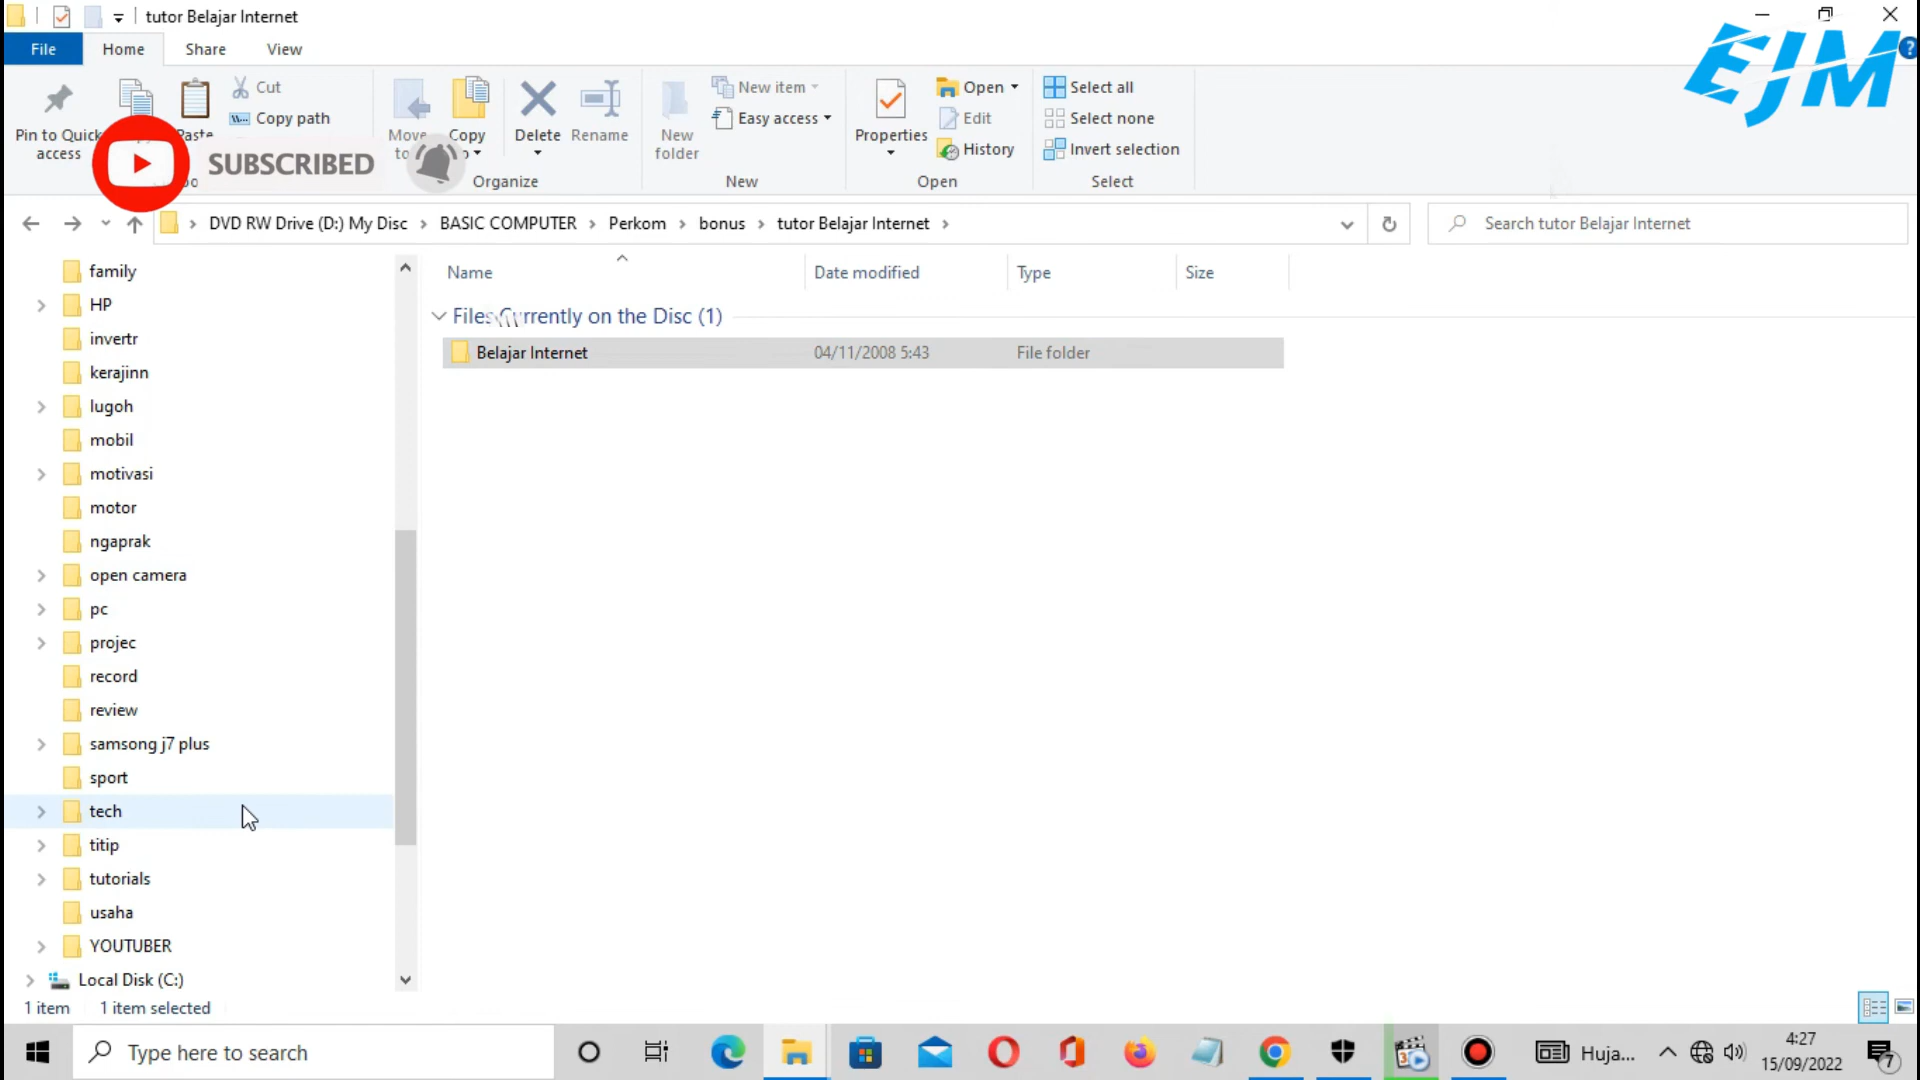 tutor Belajar Internet
File Home Share View
EJM
Pin to Quick access
Paste
Cut
Copy path
Move to
Copy
Delete
Rename
Organize
New folder
New item
Easy access
New
Properties
Open
Edit
History
Open
Select all
Select none
Invert selection
Select
SUBSCRIBED
DVD RW Drive (D:) My Disc > BASIC COMPUTER > Perkom > bonus > tutor Belajar Internet >
Search tutor Belajar Internet
Name Date modified Type Size
Files Currently on the Disc (1)
Belajar Internet 04/11/2008 5:43 File folder
family
HP
invertr
kerajinn
lugoh
mobil
motivasi
motor
ngaprak
open camera
pc
projec
record
review
samsong j7 plus
sport
tech
titip
tutorials
usaha
YOUTUBER
Local Disk (C:)
1 item 1 item selected
Type here to search
Huja...
4:27
15/09/2022
7